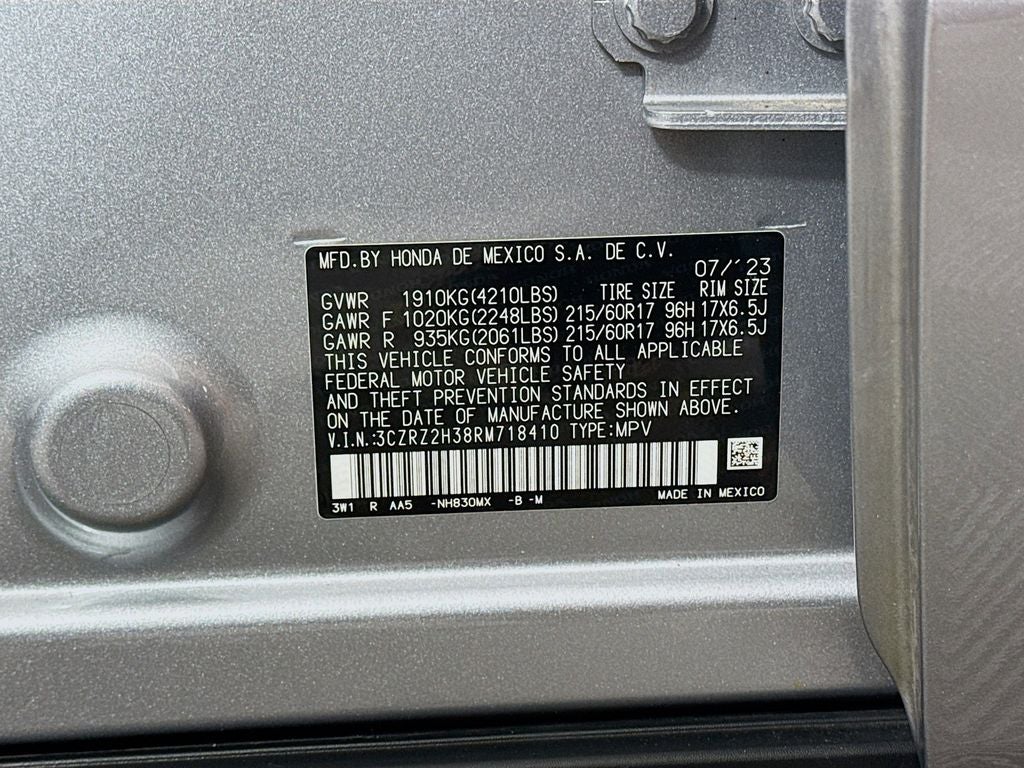 MFD.BY HONDA DE MEXICO S.A. DE C.V.
07/'23
GVWR 1910KG(4210LBS) TIRE SIZE RIM SIZE
GAWR F 1020KG(2248LBS) 215/60R17 96H 17X6.5J
GAWR R 935KG(2061LBS) 215/60R17 96H 17X6.5J
THIS VEHICLE CONFORMS TO ALL APPLICABLE
FEDERAL MOTOR VEHICLE SAFETY
AND THEFT PREVENTION STANDARDS IN EFFECT
ON THE DATE OF MANUFACTURE SHOWN ABOVE.
V.I.N.:3CZRZ2H38RM718410 TYPE:MPV
3W1 R AA5 -NH830MX -B -M MADE IN MEXICO